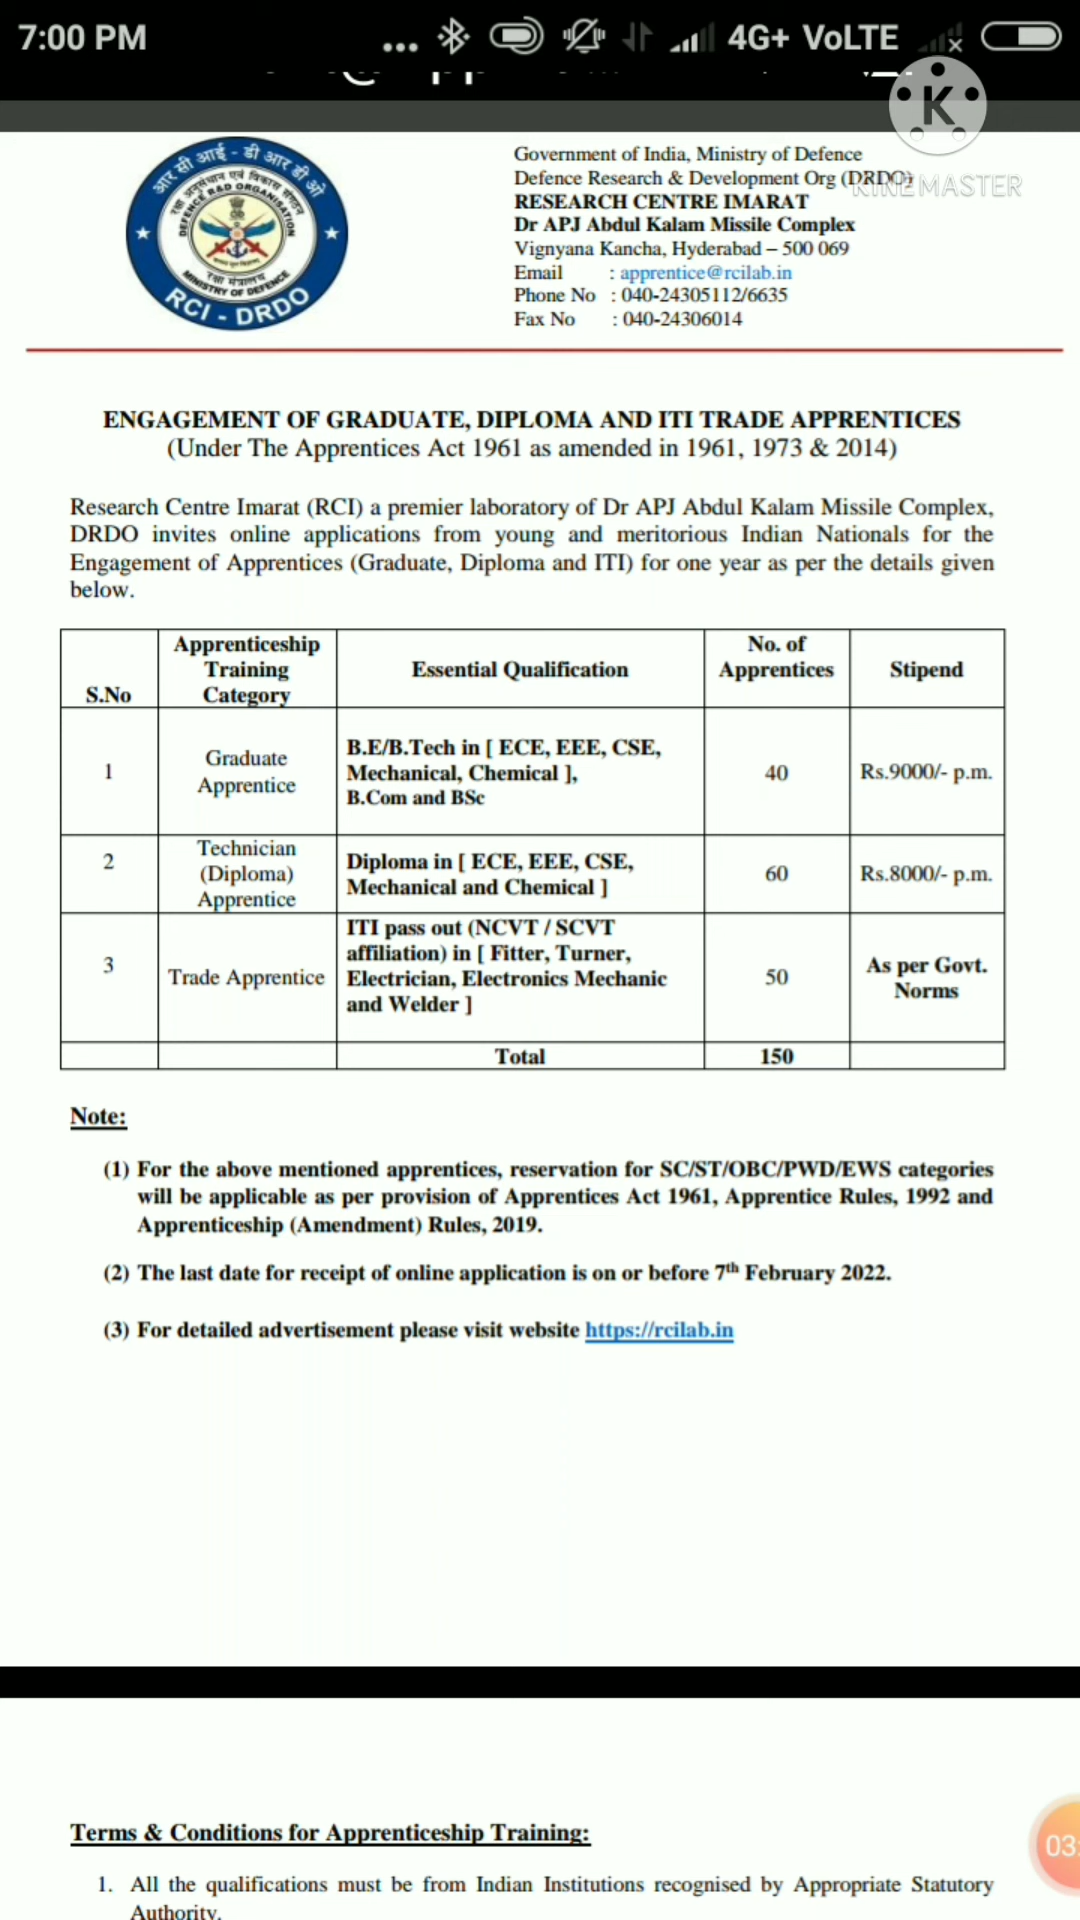 7:00 PM
... 4G+ VoLTE
K
KINEMASTER
आर सी आई - डी आर डी ओ
DEFENCE R&D ORGANISATION
MINISTRY OF DEFENCE
RCI - DRDO
Government of India, Ministry of Defence
Defence Research & Development Org (DRDO)
RESEARCH CENTRE IMARAT
Dr APJ Abdul Kalam Missile Complex
Vignyana Kancha, Hyderabad – 500 069
Email : apprentice@rcilab.in
Phone No : 040-24305112/6635
Fax No : 040-24306014
ENGAGEMENT OF GRADUATE, DIPLOMA AND ITI TRADE APPRENTICES
(Under The Apprentices Act 1961 as amended in 1961, 1973 & 2014)
Research Centre Imarat (RCI) a premier laboratory of Dr APJ Abdul Kalam Missile Complex,
DRDO invites online applications from young and meritorious Indian Nationals for the
Engagement of Apprentices (Graduate, Diploma and ITI) for one year as per the details given
below.
S.No
Apprenticeship
Training
Category
Essential Qualification
No. of
Apprentices
Stipend
1
Graduate
Apprentice
B.E/B.Tech in [ ECE, EEE, CSE,
Mechanical, Chemical ],
B.Com and BSc
40
Rs.9000/- p.m.
2
Technician
(Diploma)
Apprentice
Diploma in [ ECE, EEE, CSE,
Mechanical and Chemical ]
60
Rs.8000/- p.m.
3
Trade Apprentice
ITI pass out (NCVT / SCVT
affiliation) in [ Fitter, Turner,
Electrician, Electronics Mechanic
and Welder ]
50
As per Govt.
Norms
Total
150
Note:
(1) For the above mentioned apprentices, reservation for SC/ST/OBC/PWD/EWS categories
will be applicable as per provision of Apprentices Act 1961, Apprentice Rules, 1992 and
Apprenticeship (Amendment) Rules, 2019.
(2) The last date for receipt of online application is on or before 7th February 2022.
(3) For detailed advertisement please visit website https://rcilab.in
Terms & Conditions for Apprenticeship Training:
03:
1. All the qualifications must be from Indian Institutions recognised by Appropriate Statutory
Authority.